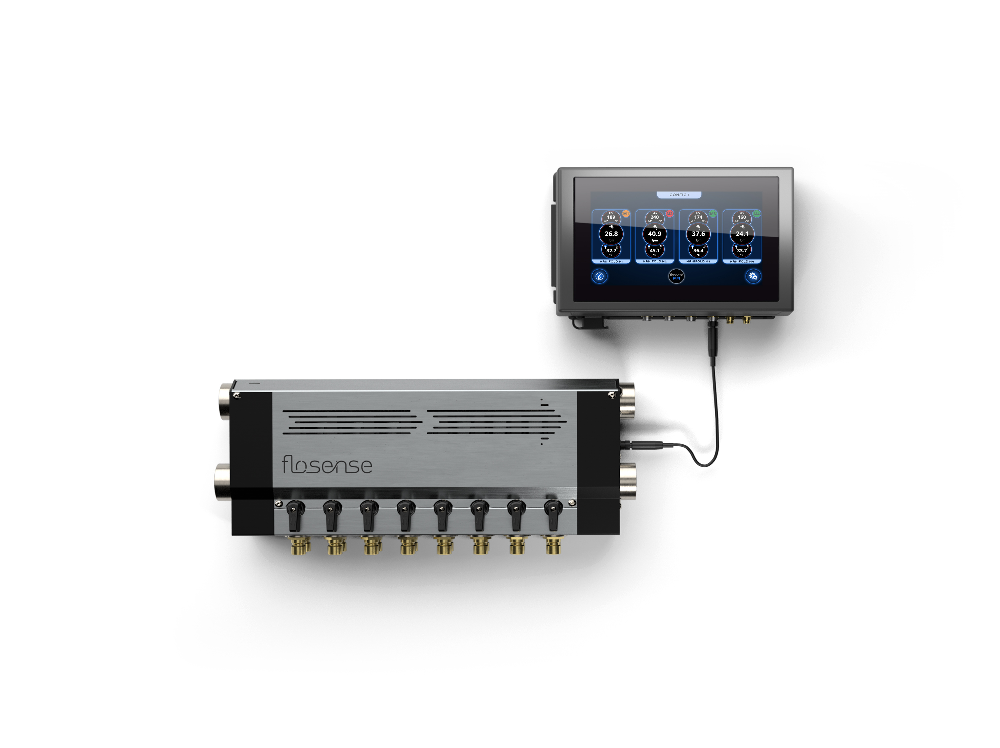 CONFIG 1
kPa M1 kPa M2 kPa M3 kPa M4
189 240 174 160
△P △P △P △P
26.8 40.9 37.6 24.1
lpm lpm lpm lpm
32.7 45.1 36.4 33.7
°C °C °C °C
MANIFOLD M1 MANIFOLD M2 MANIFOLD M3 MANIFOLD M4
i flosense
FR
flosense